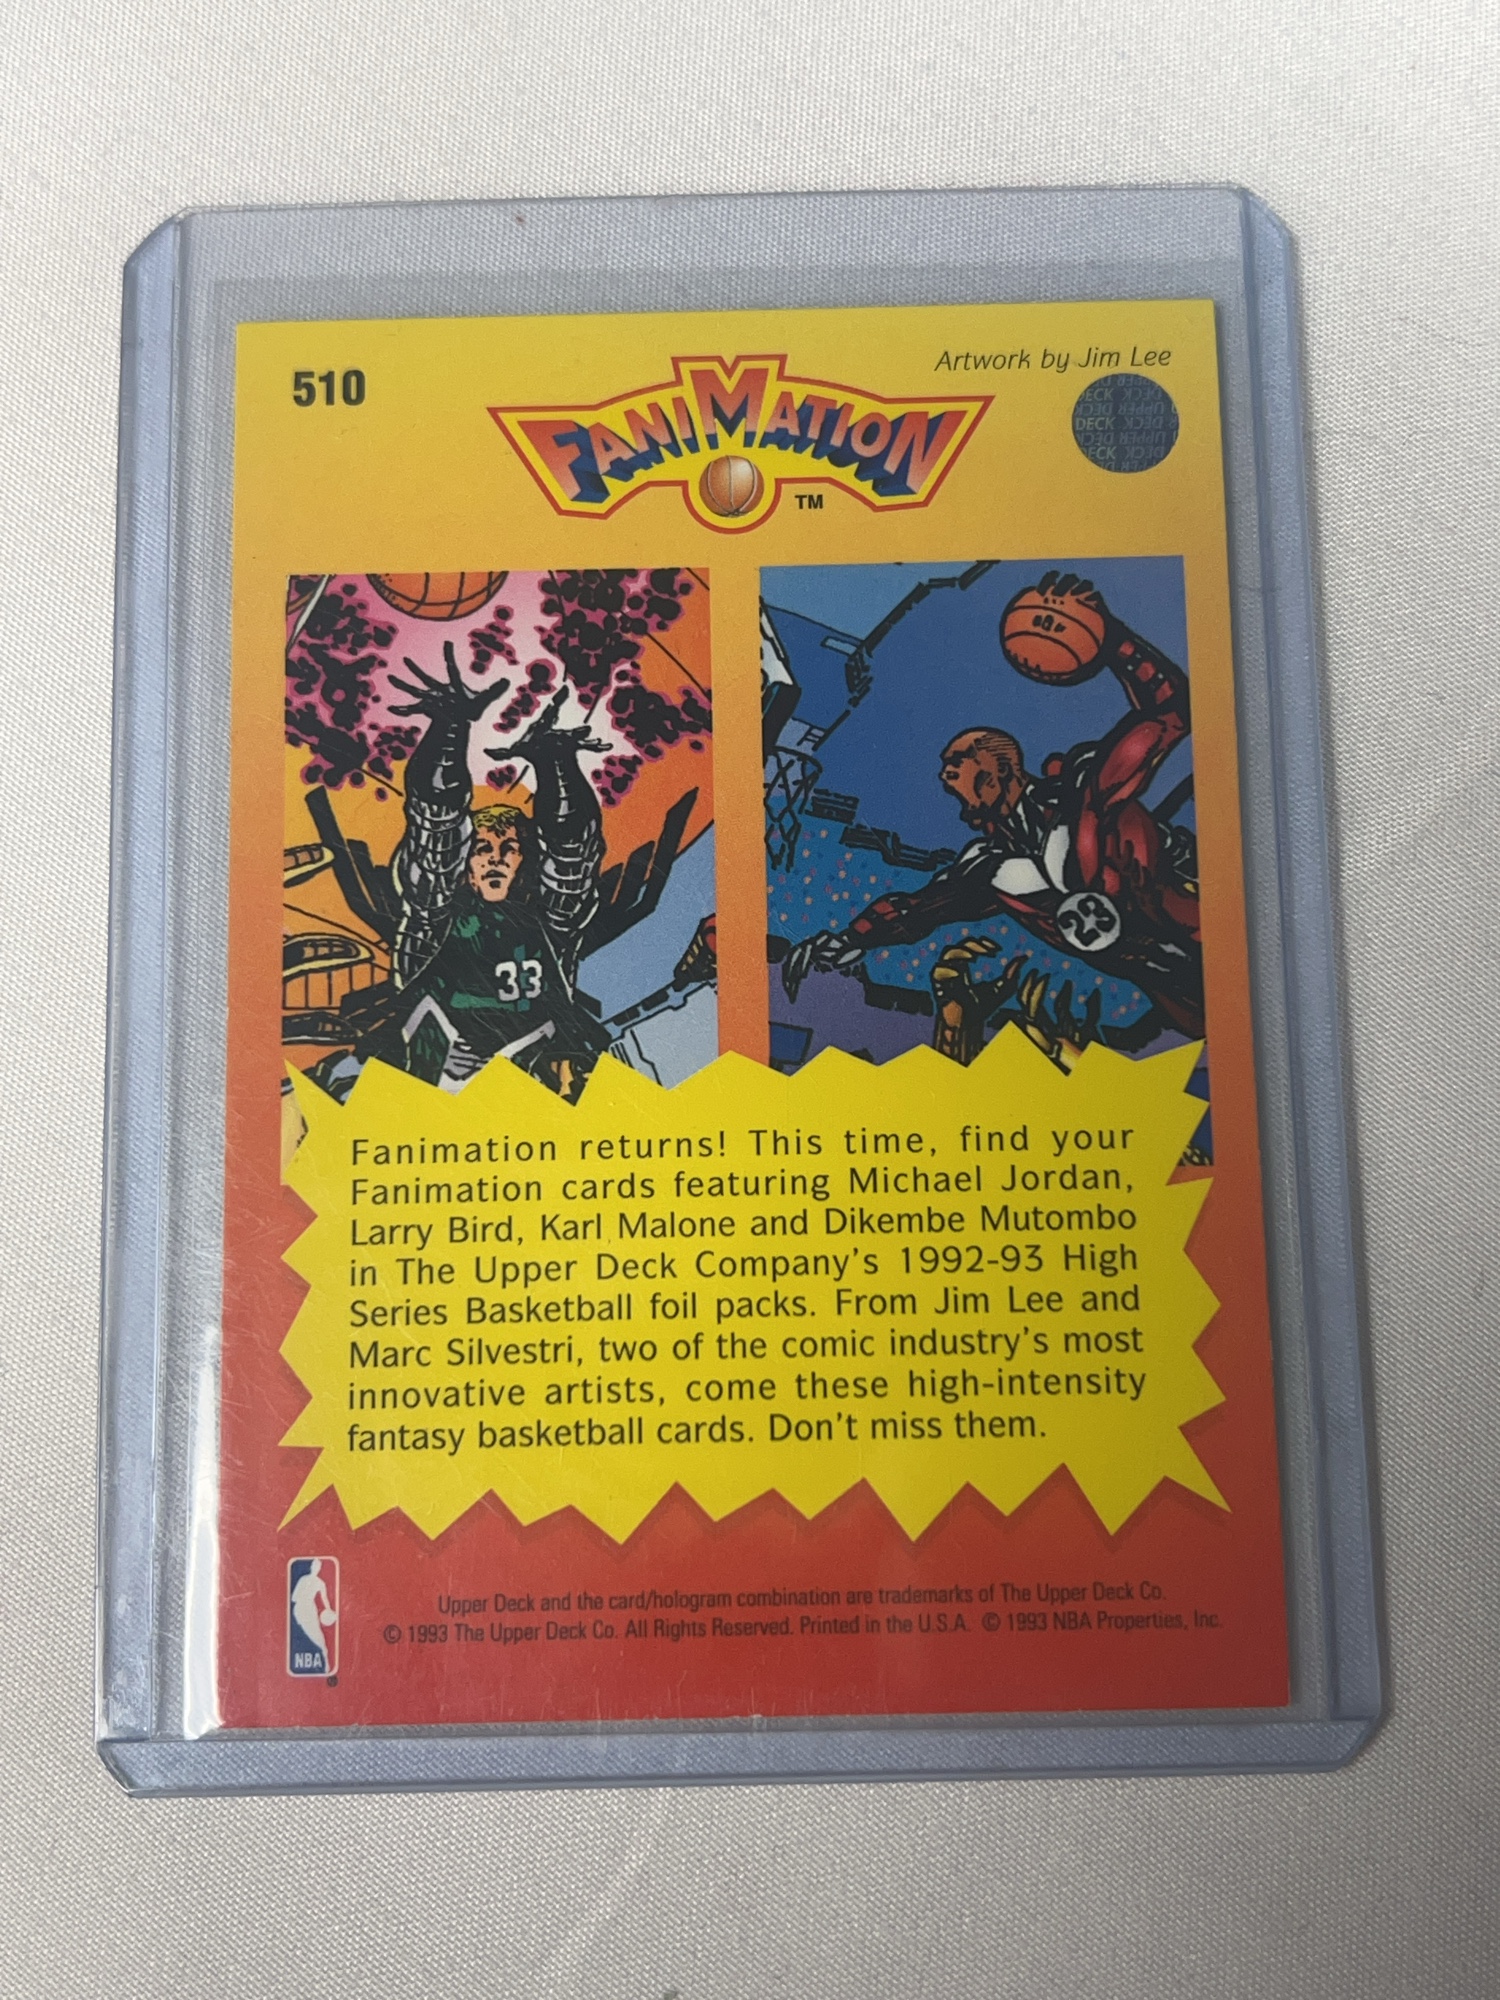 510
Artwork by Jim Lee
FANIMATION
TM
33
23
Fanimation returns! This time, find your
Fanimation cards featuring Michael Jordan,
Larry Bird, Karl Malone and Dikembe Mutombo
in The Upper Deck Company's 1992-93 High
Series Basketball foil packs. From Jim Lee and
Marc Silvestri, two of the comic industry's most
innovative artists, come these high-intensity
fantasy basketball cards. Don't miss them.
NBA
®
Upper Deck and the card/hologram combination are trademarks of The Upper Deck Co.
© 1993 The Upper Deck Co. All Rights Reserved. Printed in the U.S.A. © 1993 NBA Properties, Inc.